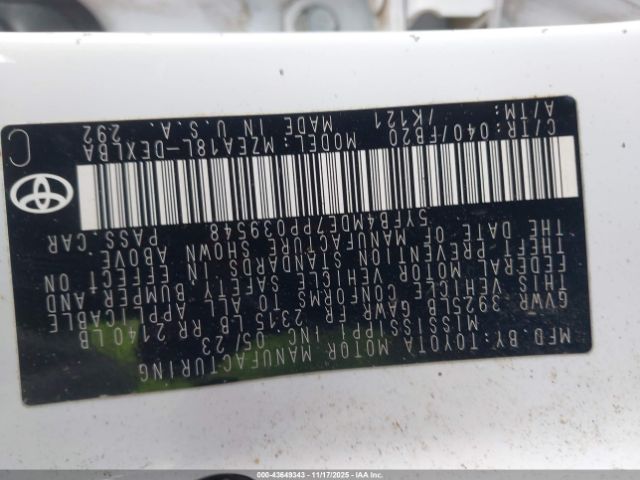 MFD.BY: TOYOTA MOTOR MANUFACTURING
MISSISSIPPI INC 05/23
GVWR 3925LB GAWR FR 2315 LB RR 2140 LB
THIS VEHICLE CONFORMS TO ALL APPLICABLE
FEDERAL MOTOR VEHICLE SAFETY BUMPER AND
THEFT PREVENTION STANDARDS IN EFFECT ON
THE DATE OF MANUFACTURE SHOWN ABOVE.
5YFB4MDE7PP039548 PASS CAR
C/TR: 040/FB20 MODEL: MZEA18L-DEXLBA
A/TM: /K121 MADE IN U.S.A. 292
C
000-43649343 - 11/17/2025 - IAAI